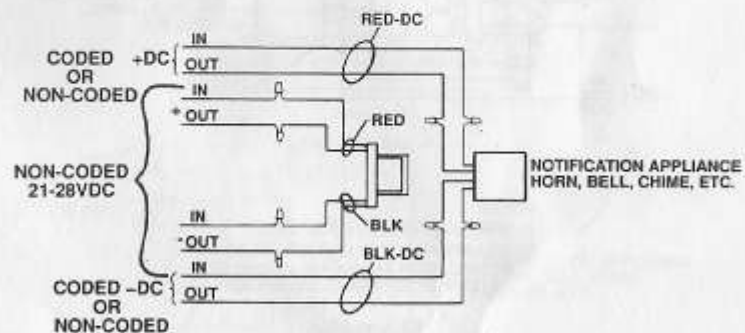 RED-DC
IN
CODED
OR
NON-CODED
+DC
OUT
IN
+ OUT
RED
NON-CODED
21-28VDC
NOTIFICATION APPLIANCE
HORN, BELL, CHIME, ETC.
IN
BLK
- OUT
BLK-DC
IN
CODED –DC
OR
NON-CODED
OUT